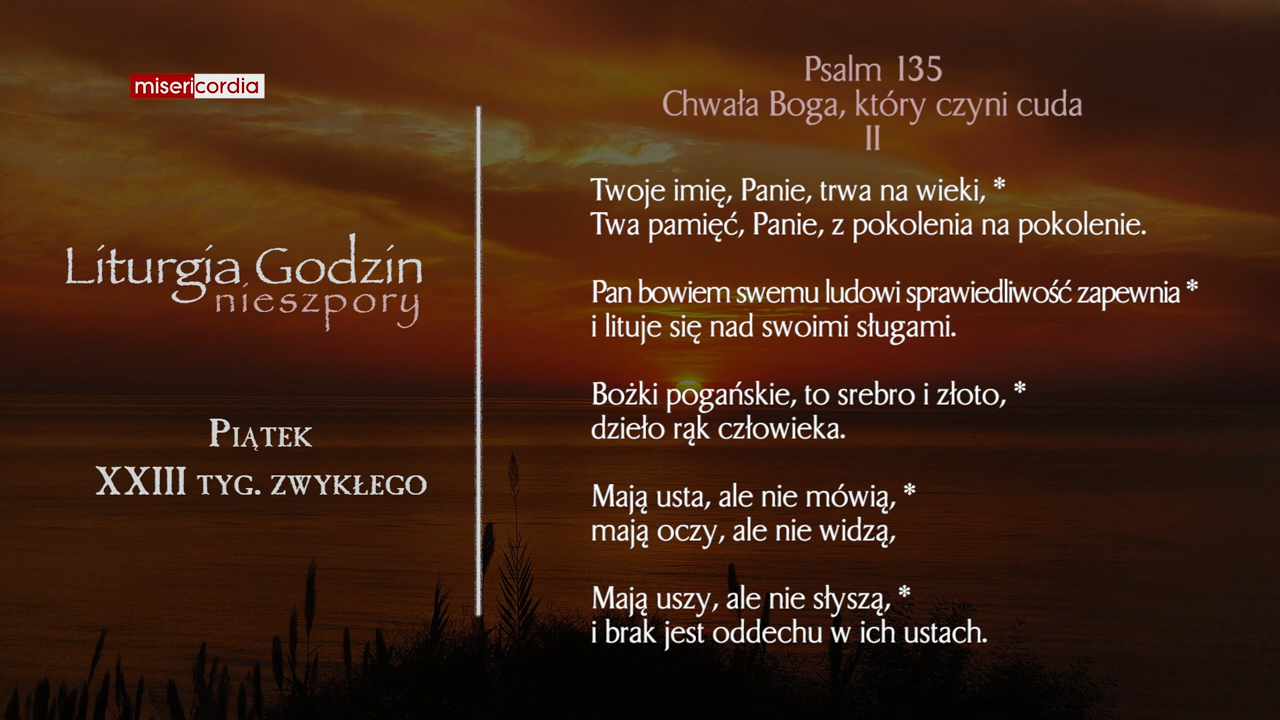 misericordia
Liturgia Godzin
nieszpory
Piątek
XXIII tyg. zwykłego
Psalm 135
Chwała Boga, który czyni cuda
II
Twoje imię, Panie, trwa na wieki, *
Twa pamięć, Panie, z pokolenia na pokolenie.
Pan bowiem swemu ludowi sprawiedliwość zapewnia *
i lituje się nad swoimi sługami.
Bożki pogańskie, to srebro i złoto, *
dzieło rąk człowieka.
Mają usta, ale nie mówią, *
mają oczy, ale nie widzą,
Mają uszy, ale nie słyszą, *
i brak jest oddechu w ich ustach.